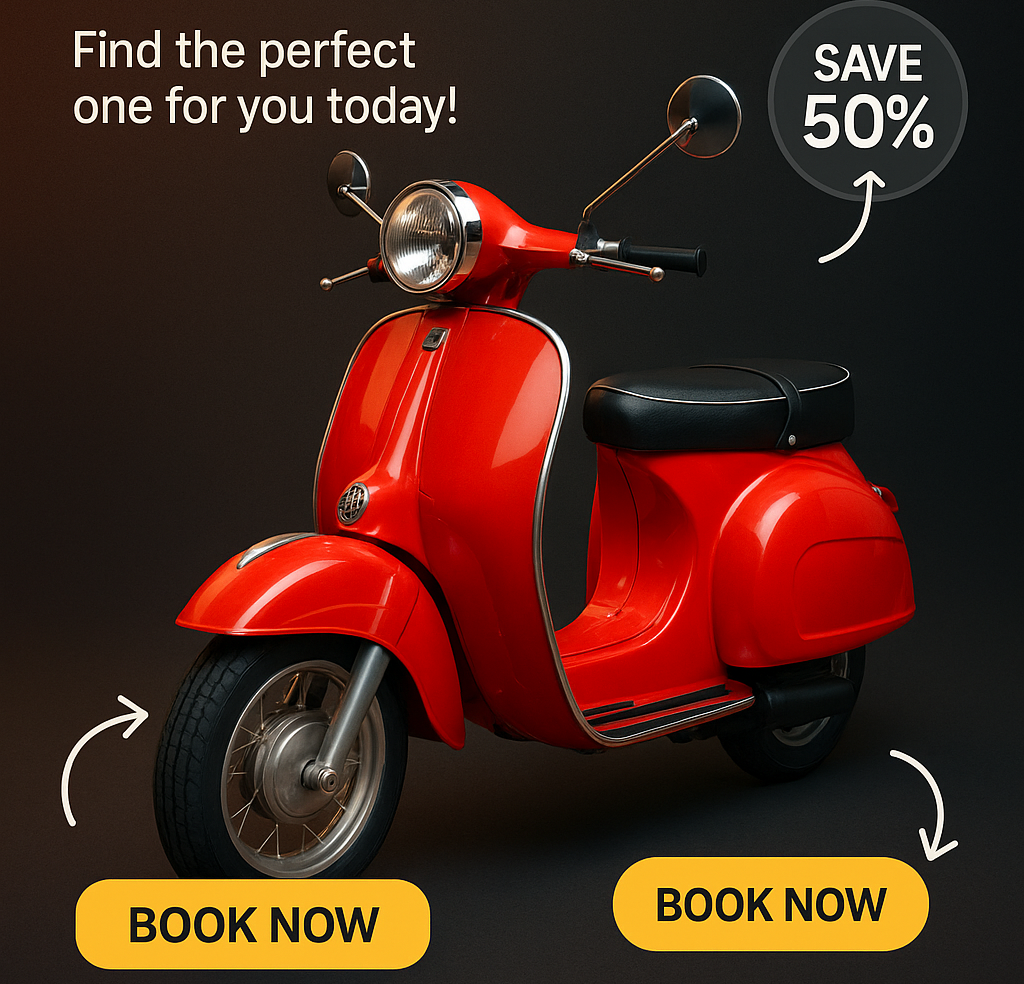 Find the perfect
one for you today!
SAVE
50%
BOOK NOW
BOOK NOW